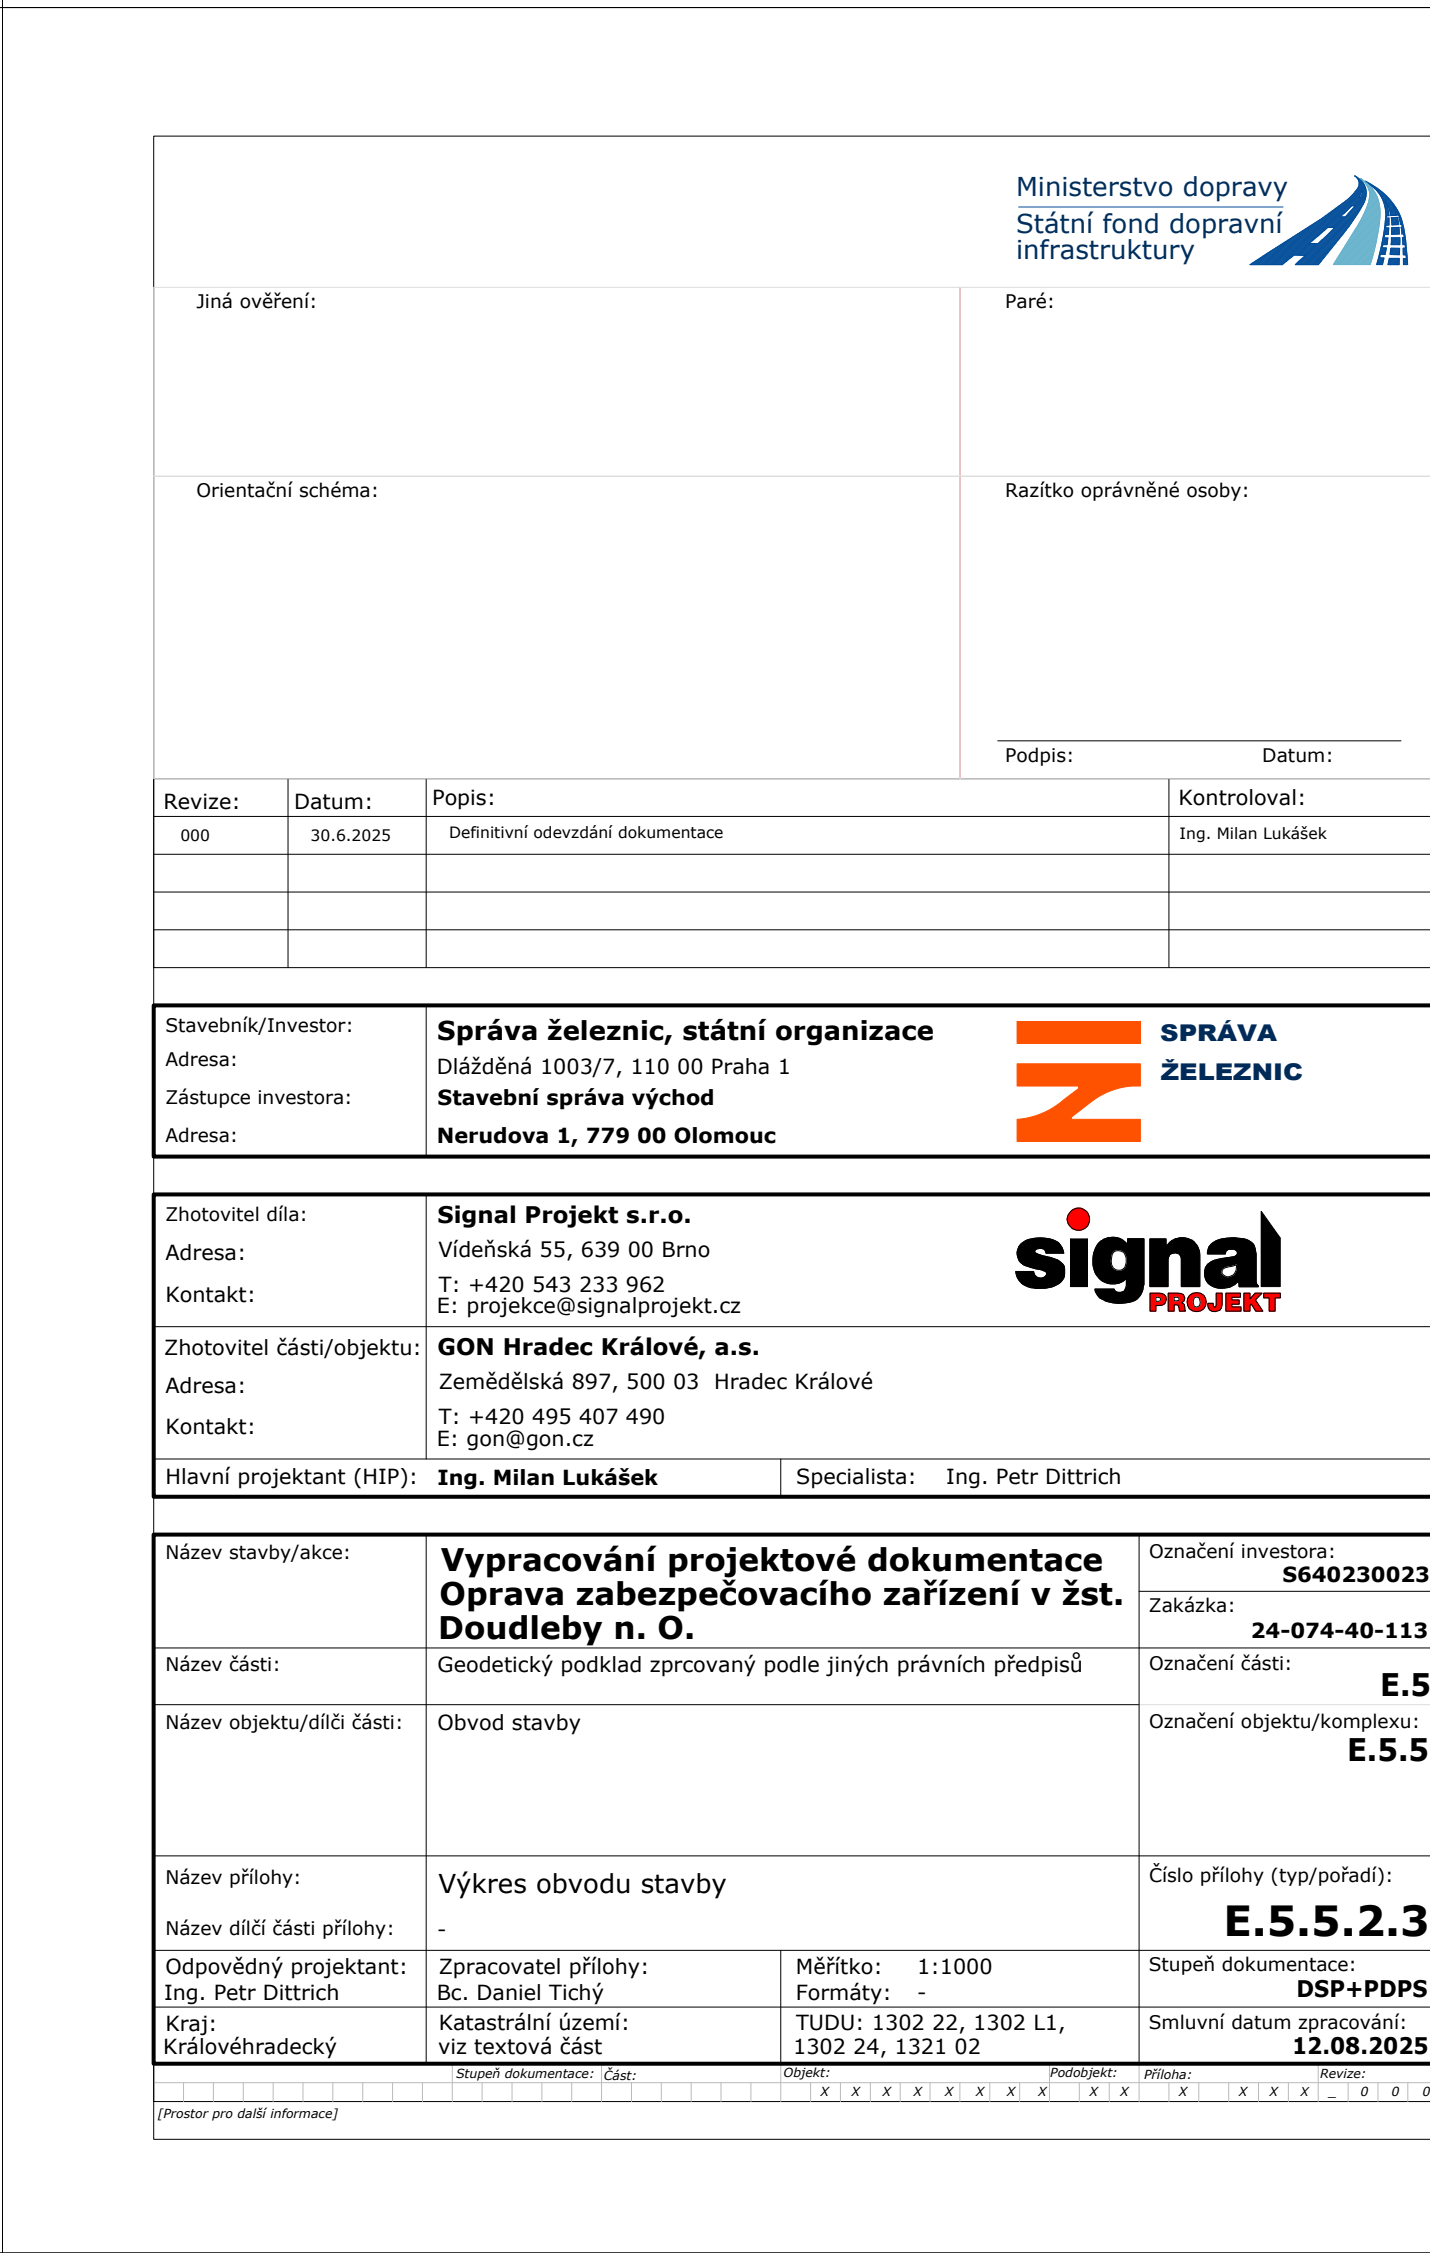 Ministerstvo dopravy
Státní fond dopravní
infrastruktury
Jiná ověření:
Paré:
Orientační schéma:
Razítko oprávněné osoby:
Podpis: Datum:
Revize: Datum: Popis: Kontroloval:
000 30.6.2025 Definitivní odevzdání dokumentace Ing. Milan Lukášek
Stavebník/Investor: Správa železnic, státní organizace
Adresa: Dlážděná 1003/7, 110 00 Praha 1
Zástupce investora: Stavební správa východ
Adresa: Nerudova 1, 779 00 Olomouc
SPRÁVA
ŽELEZNIC
Zhotovitel díla: Signal Projekt s.r.o.
Adresa: Vídeňská 55, 639 00 Brno
Kontakt: T: +420 543 233 962
E: projekce@signalprojekt.cz
signal
PROJEKT
Zhotovitel části/objektu: GON Hradec Králové, a.s.
Adresa: Zemědělská 897, 500 03 Hradec Králové
Kontakt: T: +420 495 407 490
E: gon@gon.cz
Hlavní projektant (HIP): Ing. Milan Lukášek Specialista: Ing. Petr Dittrich
Název stavby/akce: Vypracování projektové dokumentace
Oprava zabezpečovacího zařízení v žst.
Doudleby n. O.
Označení investora:
S640230023
Zakázka:
24-074-40-113
Název části: Geodetický podklad zprcovaný podle jiných právních předpisů
Označení části:
E.5
Název objektu/dílči části: Obvod stavby
Označení objektu/komplexu:
E.5.5
Název přílohy: Výkres obvodu stavby
Číslo přílohy (typ/pořadí):
E.5.5.2.3
Název dílčí části přílohy: -
Odpovědný projektant:
Ing. Petr Dittrich
Zpracovatel přílohy:
Bc. Daniel Tichý
Měřítko: 1:1000
Formáty: -
Stupeň dokumentace:
DSP+PDPS
Kraj:
Královéhradecký
Katastrální území:
viz textová část
TUDU: 1302 22, 1302 L1,
1302 24, 1321 02
Smluvní datum zpracování:
12.08.2025
Stupeň dokumentace: Část: Objekt: Podobjekt: Příloha: Revize:
X X X X X X X X X X X X X X _ 0 0 0
[Prostor pro další informace]